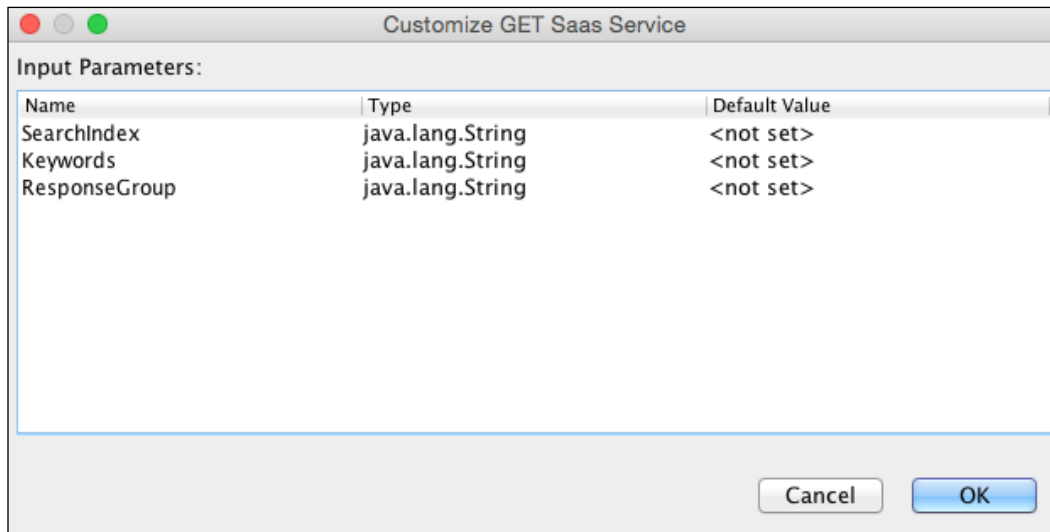 Customize GET Saas Service
Input Parameters:
Name Type Default Value
SearchIndex java.lang.String <not set>
Keywords java.lang.String <not set>
ResponseGroup java.lang.String <not set>
Cancel OK